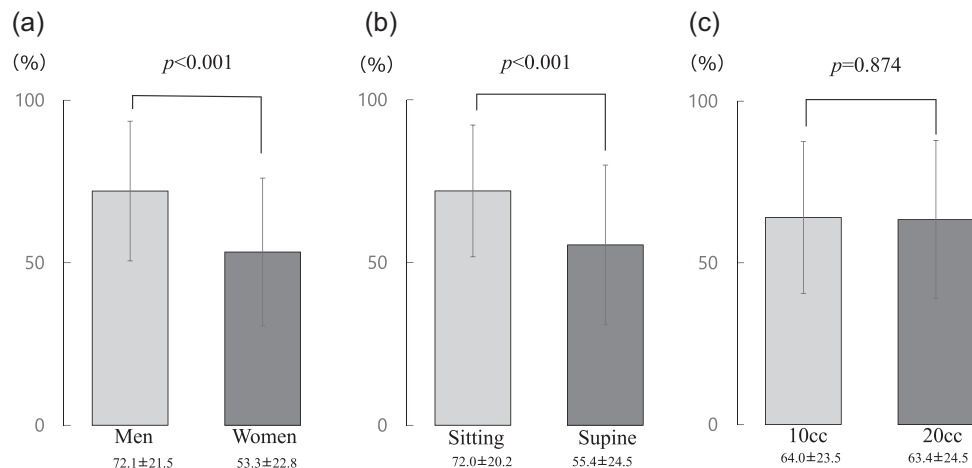 (a)
(%)
p<0.001
100
50
0
Men
Women
72.1±21.5
53.3±22.8
(b)
(%)
p<0.001
100
50
0
Sitting
Supine
72.0±20.2
55.4±24.5
(c)
(%)
p=0.874
100
50
0
10cc
20cc
64.0±23.5
63.4±24.5